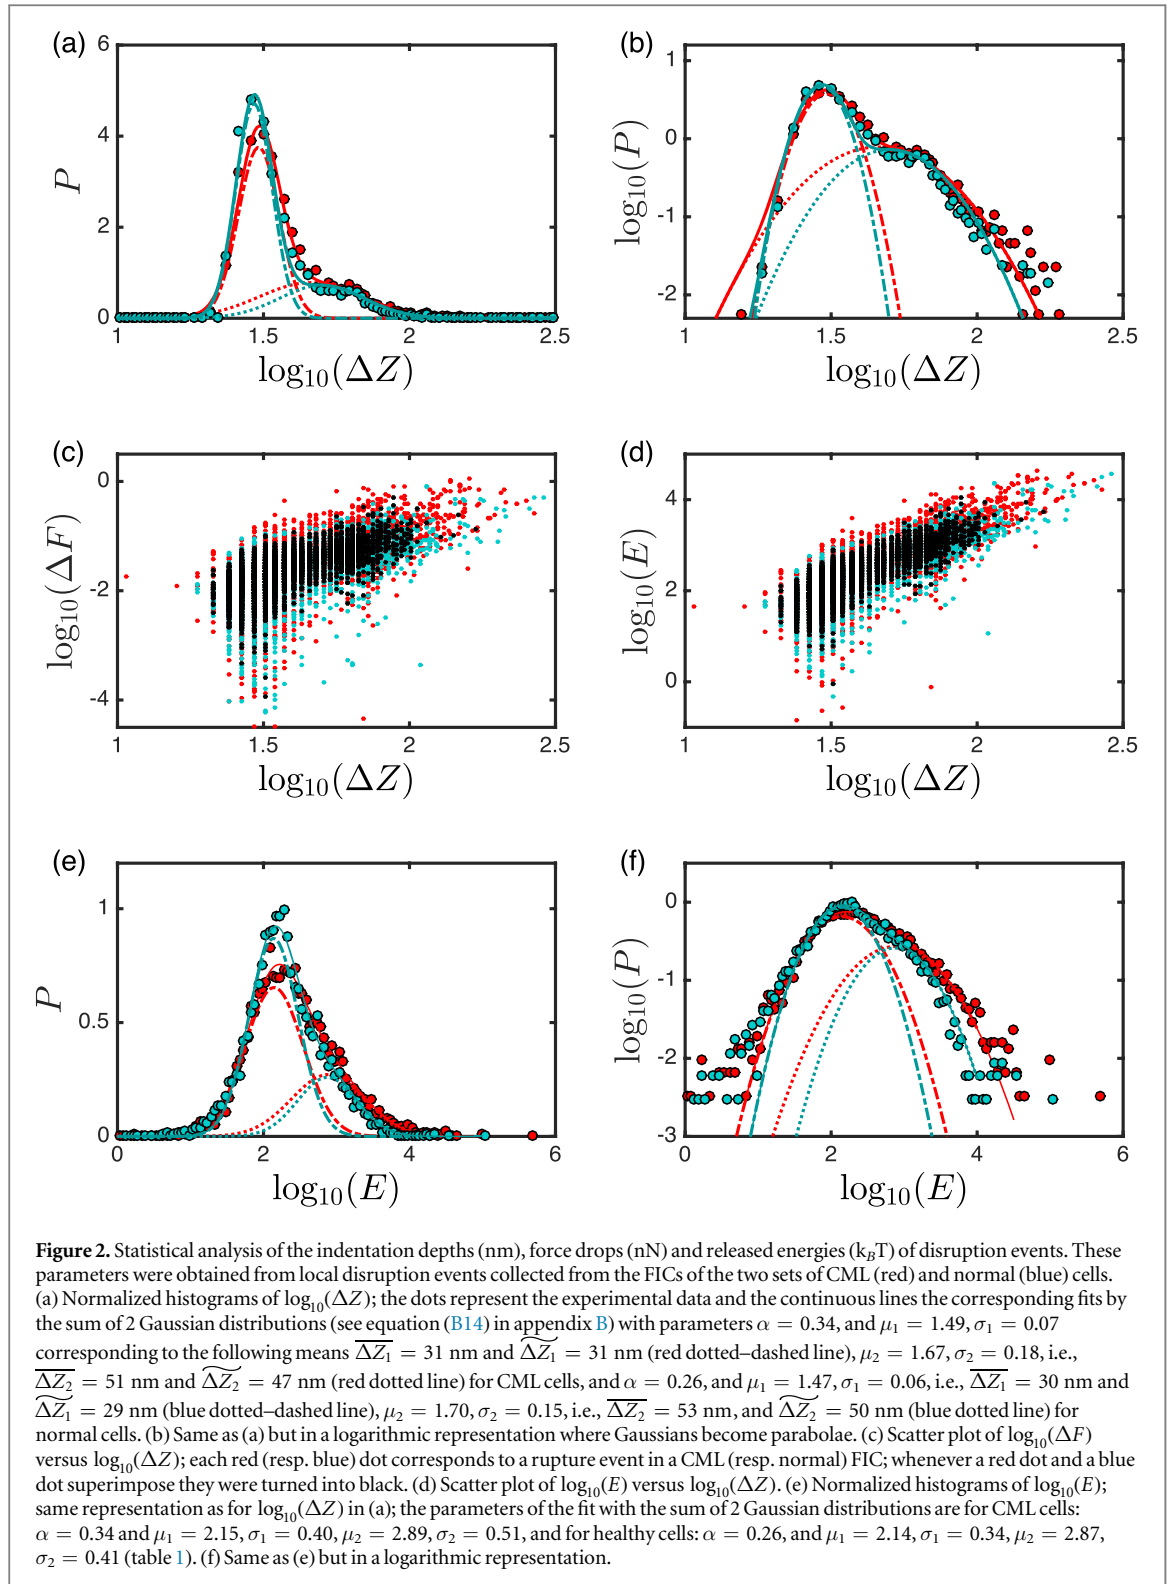 (a)
6
4
2
0
P
1
1.5
2
2.5
log₁₀(ΔZ)
(b)
1
0
-1
-2
log₁₀(P)
1
1.5
2
2.5
log₁₀(ΔZ)
(c)
0
-2
-4
log₁₀(ΔF)
1
1.5
2
2.5
log₁₀(ΔZ)
(d)
4
2
0
log₁₀(E)
1
1.5
2
2.5
log₁₀(ΔZ)
(e)
1
0.5
0
P
0
2
4
6
log₁₀(E)
(f)
0
-1
-2
-3
log₁₀(P)
0
2
4
6
log₁₀(E)
Figure 2. Statistical analysis of the indentation depths (nm), force drops (nN) and released energies (k_BT) of disruption events. These
parameters were obtained from local disruption events collected from the FICs of the two sets of CML (red) and normal (blue) cells.
(a) Normalized histograms of log₁₀(ΔZ); the dots represent the experimental data and the continuous lines the corresponding fits by
the sum of 2 Gaussian distributions (see equation (B14) in appendix B) with parameters α = 0.34, and μ₁ = 1.49, σ₁ = 0.07
corresponding to the following means \overline{ΔZ₁} = 31 nm and \widetilde{ΔZ₁} = 31 nm (red dotted–dashed line), μ₂ = 1.67, σ₂ = 0.18, i.e.,
\overline{ΔZ₂} = 51 nm and \widetilde{ΔZ₂} = 47 nm (red dotted line) for CML cells, and α = 0.26, and μ₁ = 1.47, σ₁ = 0.06, i.e., \overline{ΔZ₁} = 30 nm and
\widetilde{ΔZ₁} = 29 nm (blue dotted–dashed line), μ₂ = 1.70, σ₂ = 0.15, i.e., \overline{ΔZ₂} = 53 nm, and \widetilde{ΔZ₂} = 50 nm (blue dotted line) for
normal cells. (b) Same as (a) but in a logarithmic representation where Gaussians become parabolae. (c) Scatter plot of log₁₀(ΔF)
versus log₁₀(ΔZ); each red (resp. blue) dot corresponds to a rupture event in a CML (resp. normal) FIC; whenever a red dot and a blue
dot superimpose they were turned into black. (d) Scatter plot of log₁₀(E) versus log₁₀(ΔZ). (e) Normalized histograms of log₁₀(E);
same representation as for log₁₀(ΔZ) in (a); the parameters of the fit with the sum of 2 Gaussian distributions are for CML cells:
α = 0.34 and μ₁ = 2.15, σ₁ = 0.40, μ₂ = 2.89, σ₂ = 0.51, and for healthy cells: α = 0.26, and μ₁ = 2.14, σ₁ = 0.34, μ₂ = 2.87,
σ₂ = 0.41 (table 1). (f) Same as (e) but in a logarithmic representation.